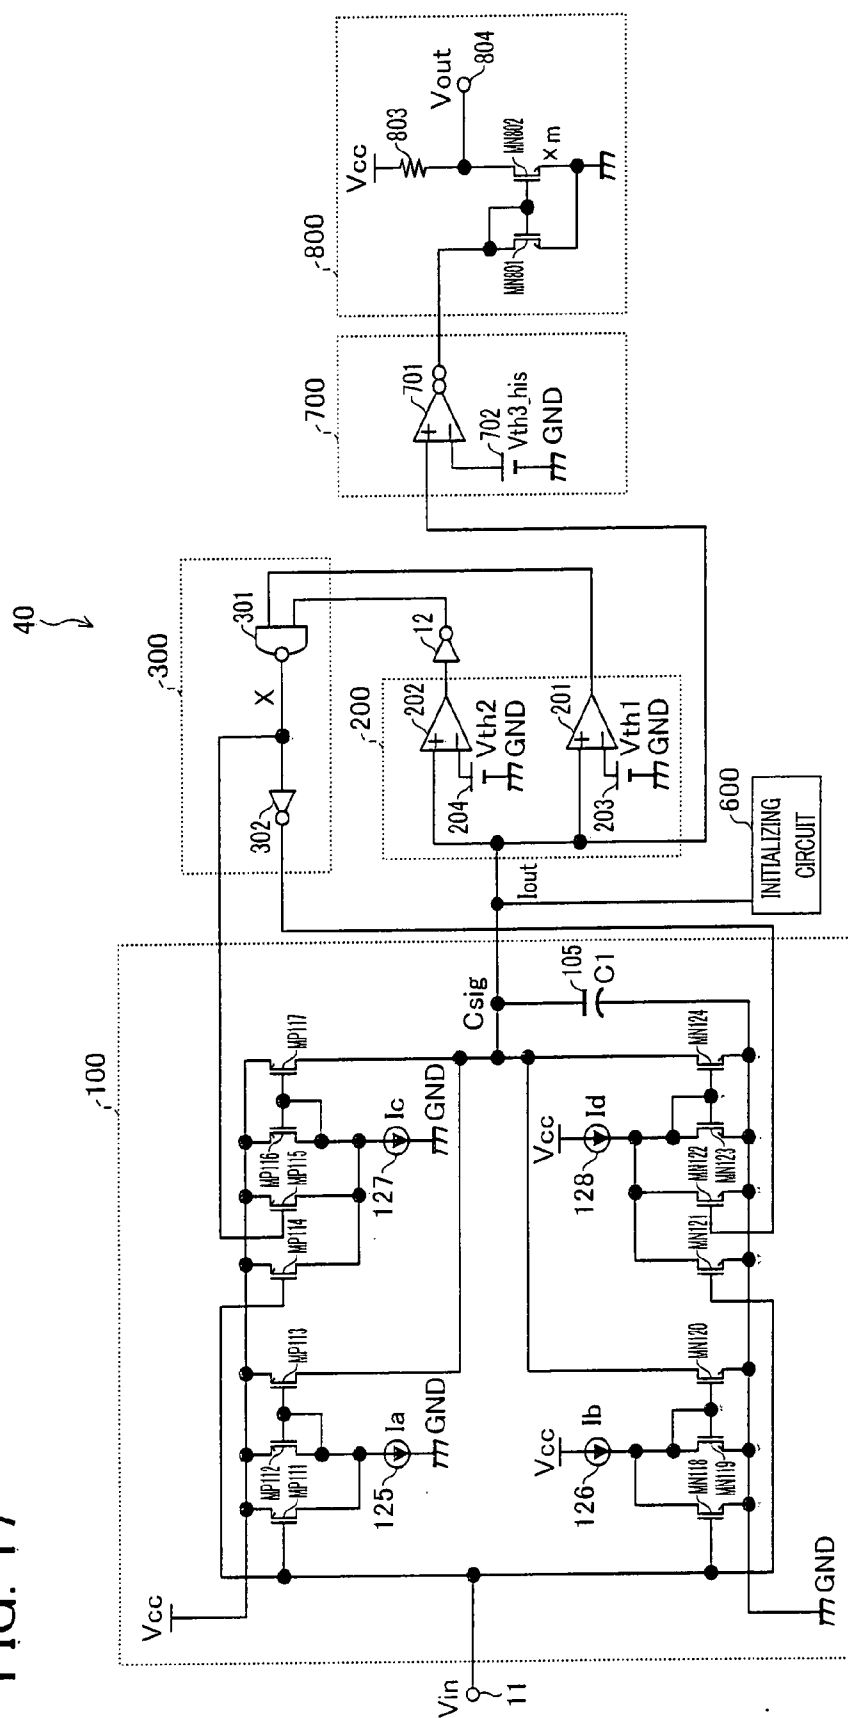 FIG. 17
40
100
Vcc
Vin
11
MP111
MP112
MP113
125
Ia
GND
MP114
MP115
MP116
MP117
127
Ic
GND
Csig
105
C1
Vcc
126
Ib
MN118
MN119
MN120
Vcc
128
Id
MN121
MN122
MN123
MN124
GND
Iout
600
INITIALIZING
CIRCUIT
200
202
204
Vth2
GND
201
203
Vth1
GND
12
300
301
X
302
700
701
702
Vth3_his
GND
800
Vcc
803
Vout
804
MN801
MN802
x m